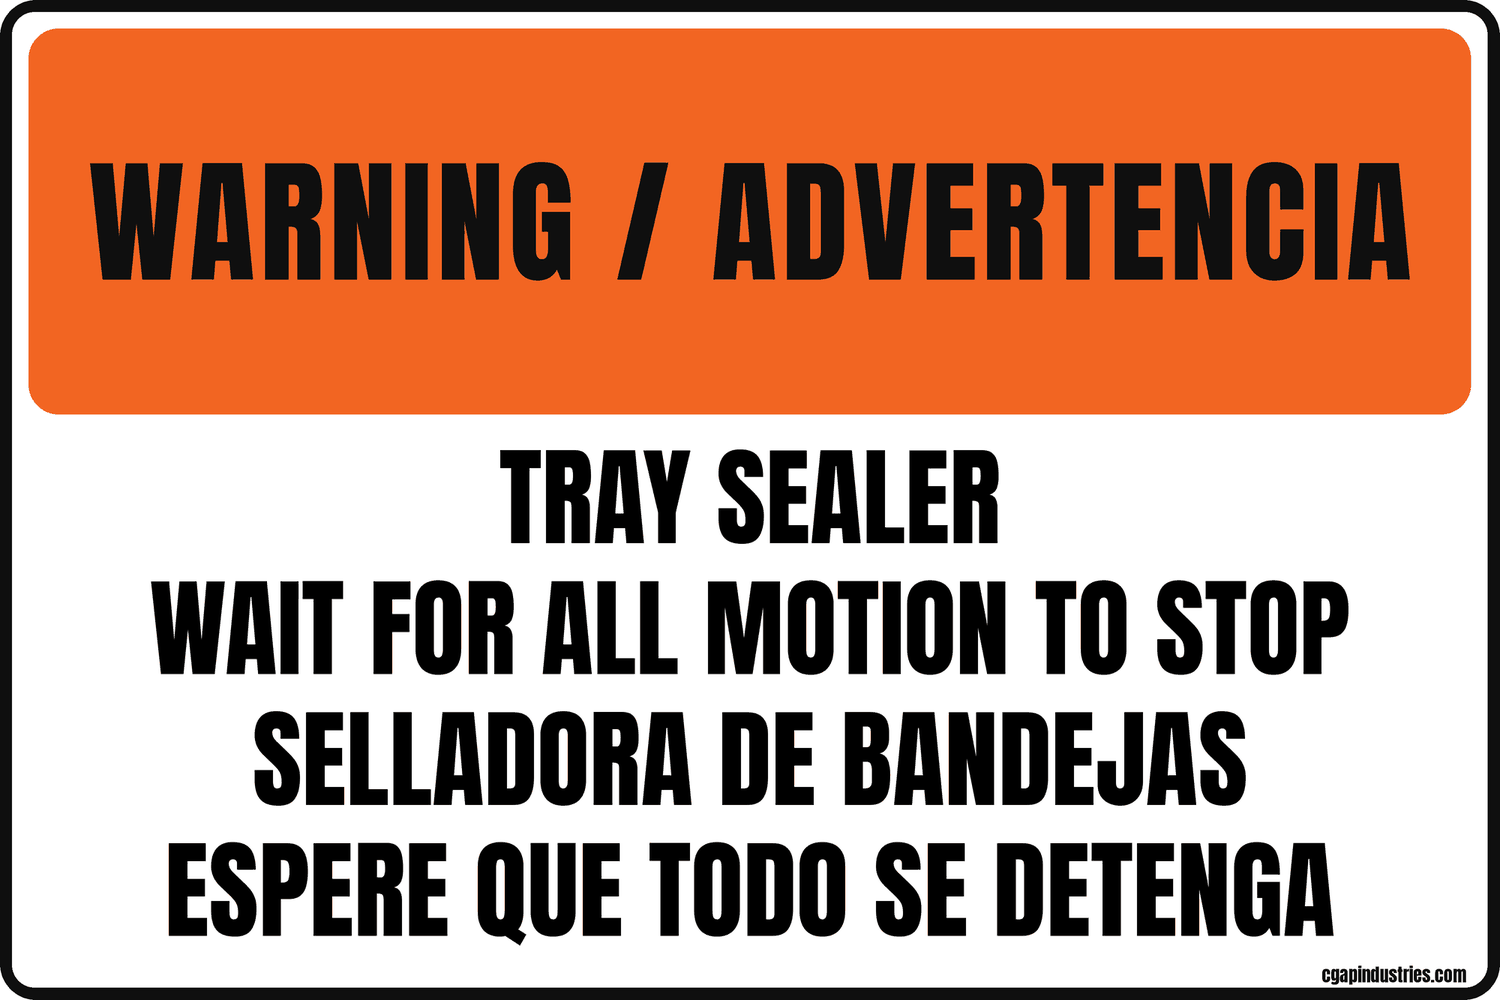 WARNING / ADVERTENCIA
TRAY SEALER
WAIT FOR ALL MOTION TO STOP
SELLADORA DE BANDEJAS
ESPERE QUE TODO SE DETENGA
cgapindustries.com